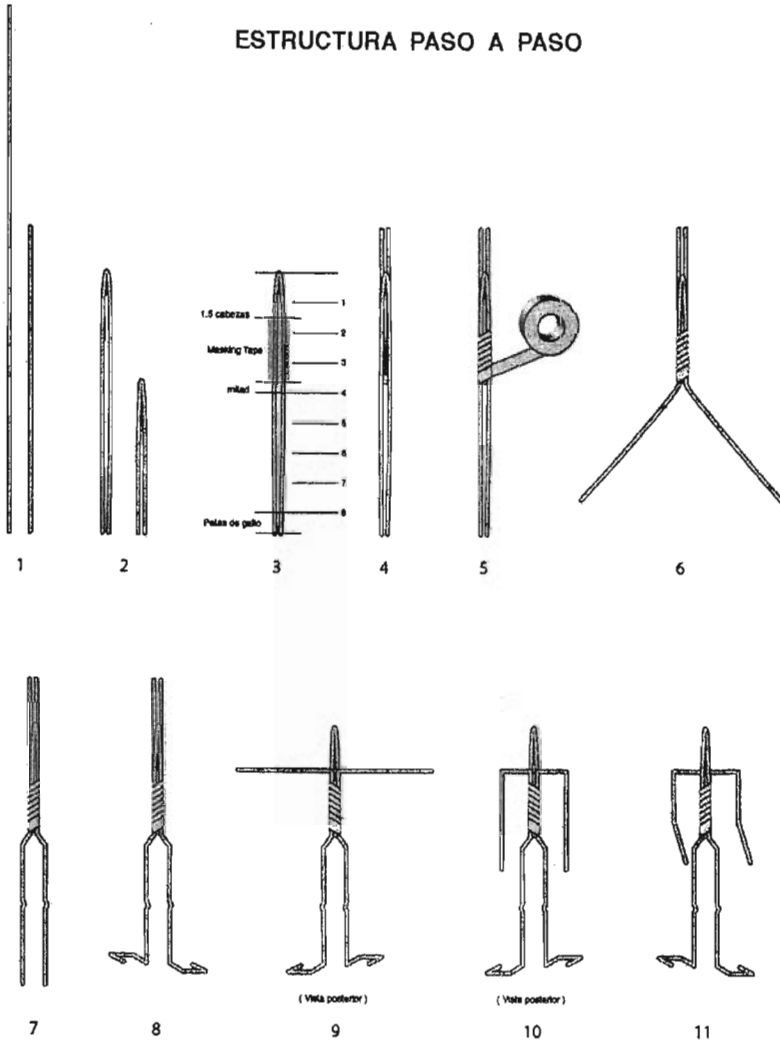 ESTRUCTURA PASO A PASO
1
1.5 cabezas
2
Masking Tape
3
mitad
4
5
6
7
8
Patas de gallo
1
2
3
4
5
6
( Vista posterior )
( Vista posterior )
7
8
9
10
11